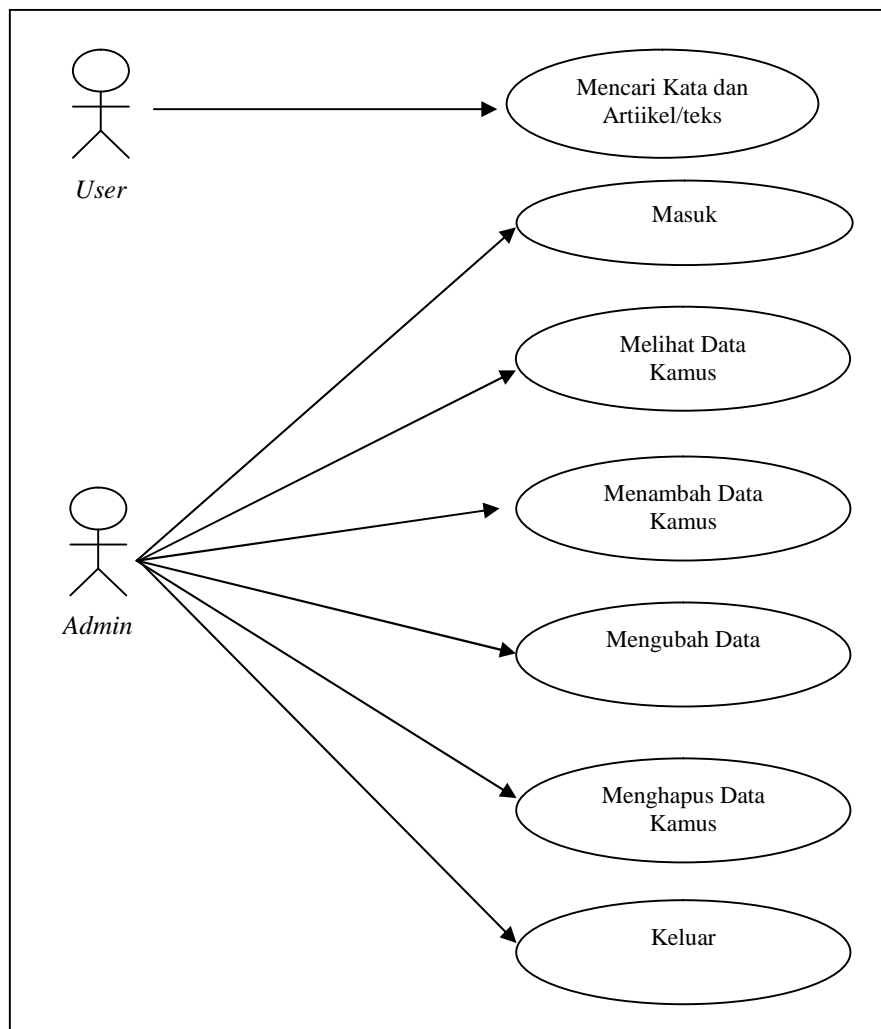 Mencari Kata dan
Artiikel/teks
User
Masuk
Melihat Data
Kamus
Menambah Data
Kamus
Admin
Mengubah Data
Menghapus Data
Kamus
Keluar